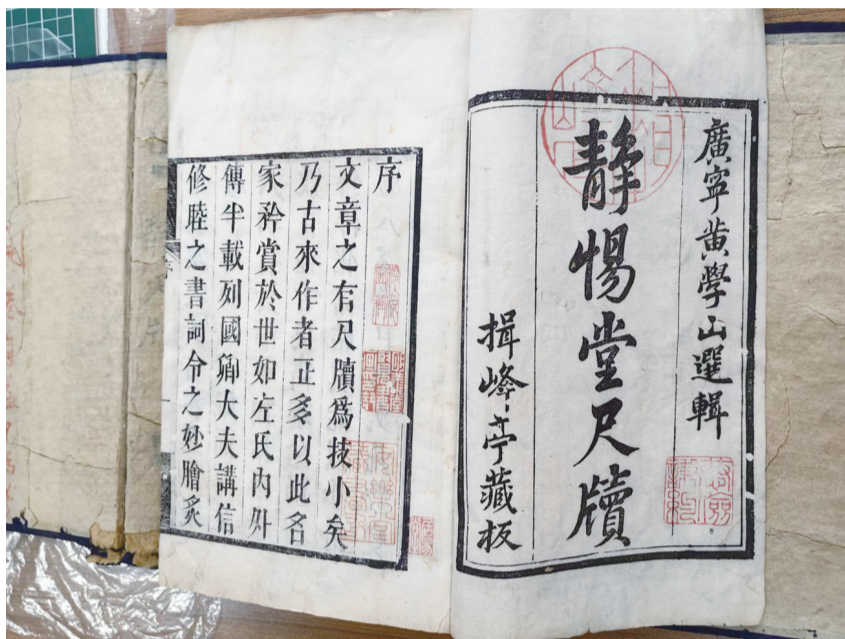 廣寧黄學山選輯
靜惕堂尺牘
揖峰亭藏板
序
文章之有尺牘爲技小矣
乃古來作者正多以此名
家矜賞於世如左氏内外
傳半載列國卿大夫講信
修睦之書詞令之妙膾炙